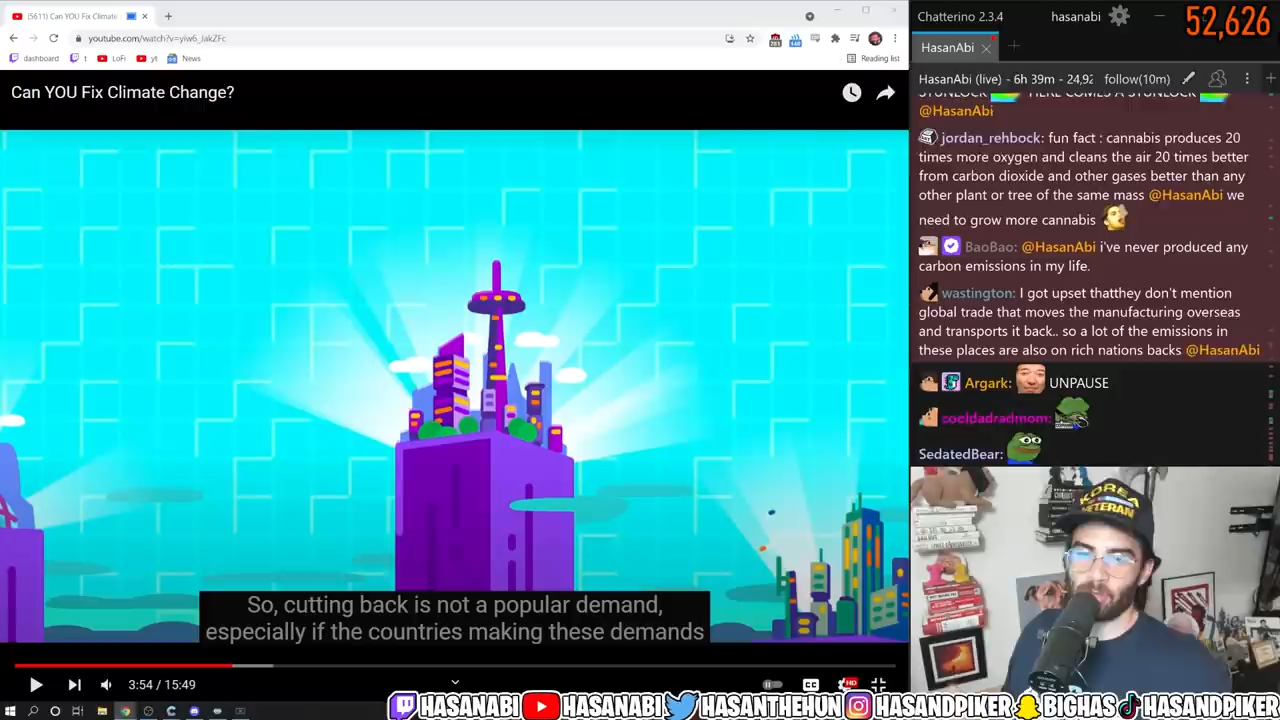 (5611) Can YOU Fix Climate
Chatterino 2.3.4
hasanabi
52,626
youtube.com/watch?v=yiw6_JakZFc
HasanAbi
dashboard
t
LoFi
yt
News
Reading list
HasanAbi (live) - 6h 39m - 24,92
follow(10m)
Can YOU Fix Climate Change?
STUNLOCK HERE COMES A STUNLOCK
@HasanAbi
jordan_rehbock: fun fact : cannabis produces 20
times more oxygen and cleans the air 20 times better
from carbon dioxide and other gases better than any
other plant or tree of the same mass @HasanAbi we
need to grow more cannabis
BaoBao: @HasanAbi i've never produced any
carbon emissions in my life.
wastington: I got upset thatthey don't mention
global trade that moves the manufacturing overseas
and transports it back.. so a lot of the emissions in
these places are also on rich nations backs @HasanAbi
Argark: UNPAUSE
SedatedBear:
KOREA
VETERAN
So, cutting back is not a popular demand,
especially if the countries making these demands
3:54 / 15:49
CC
HD
HASANABI
HASANABI
HASANTHEHUN
HASANDPIKER
BIGHAS
HASANDPIKER